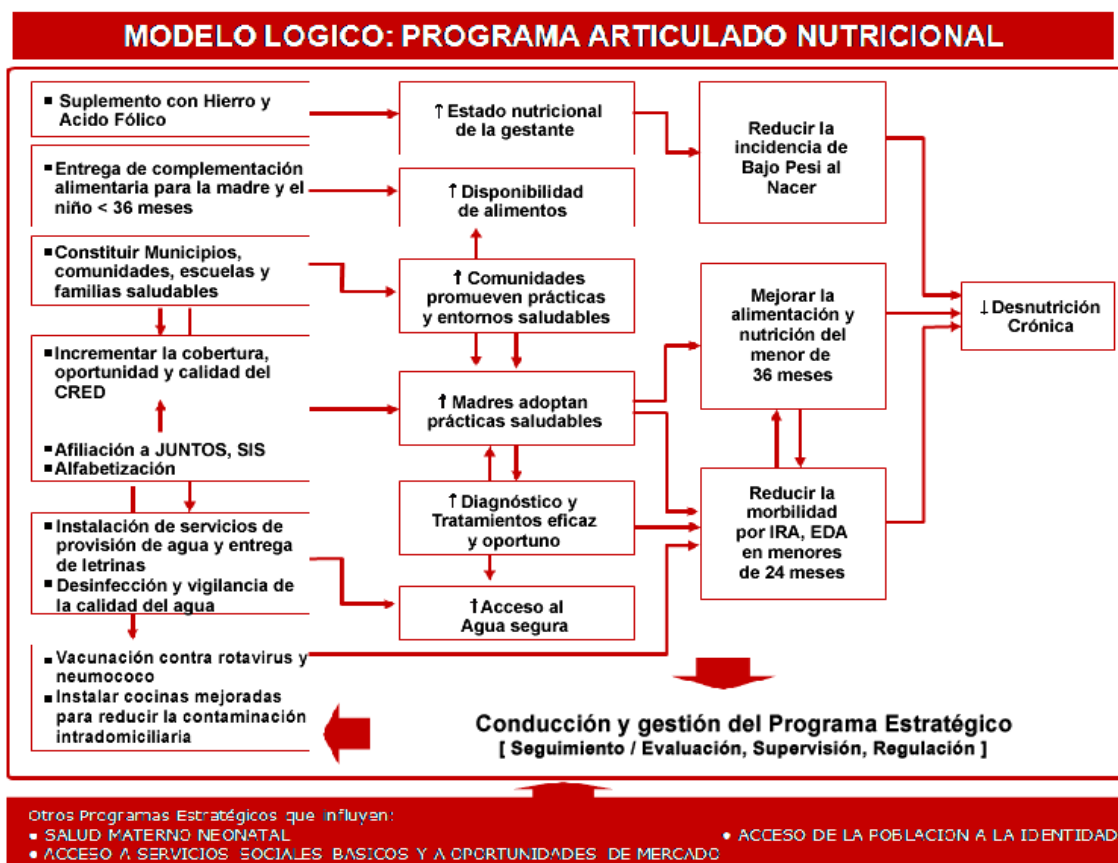 MODELO LOGICO: PROGRAMA ARTICULADO NUTRICIONAL
▪ Suplemento con Hierro y
Acido Fólico
▪ Entrega de complementación
alimentaria para la madre y el
niño < 36 meses
▪ Constituir Municipios,
comunidades, escuelas y
familias saludables
▪ Incrementar la cobertura,
oportunidad y calidad del
CRED
▪ Afiliación a JUNTOS, SIS
▪ Alfabetización
▪ Instalación de servicios de
provisión de agua y entrega
de letrinas
▪ Desinfección y vigilancia de
la calidad del agua
▪ Vacunación contra rotavirus y
neumococo
▪ Instalar cocinas mejoradas
para reducir la contaminación
intradomiciliaria
↑ Estado nutricional
de la gestante
↑ Disponibilidad
de alimentos
↑ Comunidades
promueven prácticas
y entornos saludables
↑ Madres adoptan
prácticas saludables
↑ Diagnóstico y
Tratamientos eficaz
y oportuno
↑ Acceso al
Agua segura
Reducir la
incidencia de
Bajo Pesi al
Nacer
Mejorar la
alimentación y
nutrición del
menor de
36 meses
Reducir la
morbilidad
por IRA, EDA
en menores
de 24 meses
↓ Desnutrición
Crónica
Conducción y gestión del Programa Estratégico
[ Seguimiento / Evaluación, Supervisión, Regulación ]
Otros Programas Estratégicos que influyen:
• SALUD MATERNO NEONATAL
• ACCESO DE LA POBLACION A LA IDENTIDAD
• ACCESO A SERVICIOS SOCIALES BASICOS Y A OPORTUNIDADES DE MERCADO